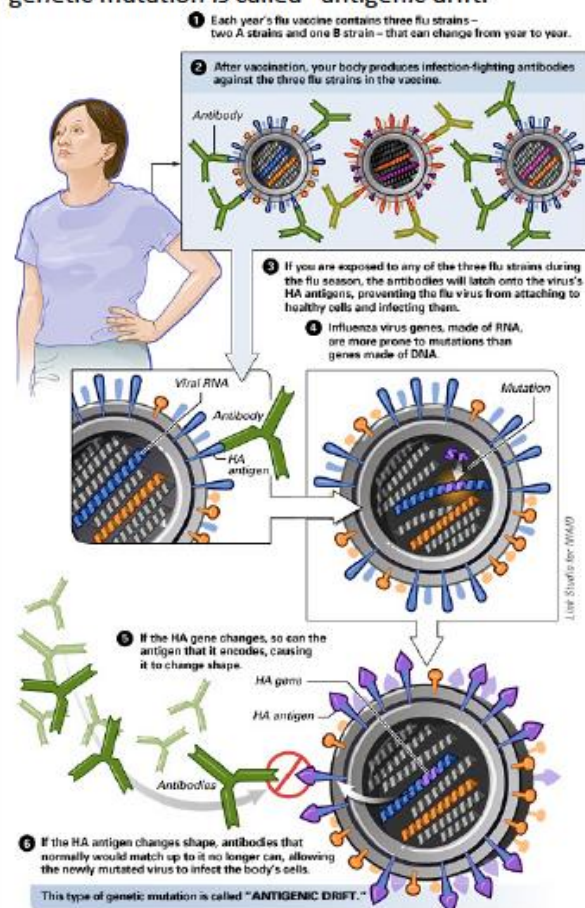 genetic mutation is called "antigenic drift."
1 Each year's flu vaccine contains three flu strains –
two A strains and one B strain – that can change from year to year.
2 After vaccination, your body produces infection-fighting antibodies
against the three flu strains in the vaccine.
Antibody
3 If you are exposed to any of the three flu strains during
the flu season, the antibodies will latch onto the virus's
HA antigens, preventing the flu virus from attaching to
healthy cells and infecting them.
4 Influenza virus genes, made of RNA,
are more prone to mutations than
genes made of DNA.
Viral RNA
Antibody
HA
antigen
Mutation
Link Studio for NIAID
5 If the HA gene changes, so can the
antigen that it encodes, causing
it to change shape.
HA gene
HA antigen
Antibodies
6 If the HA antigen changes shape, antibodies that
normally would match up to it no longer can, allowing
the newly mutated virus to infect the body's cells.
This type of genetic mutation is called "ANTIGENIC DRIFT."